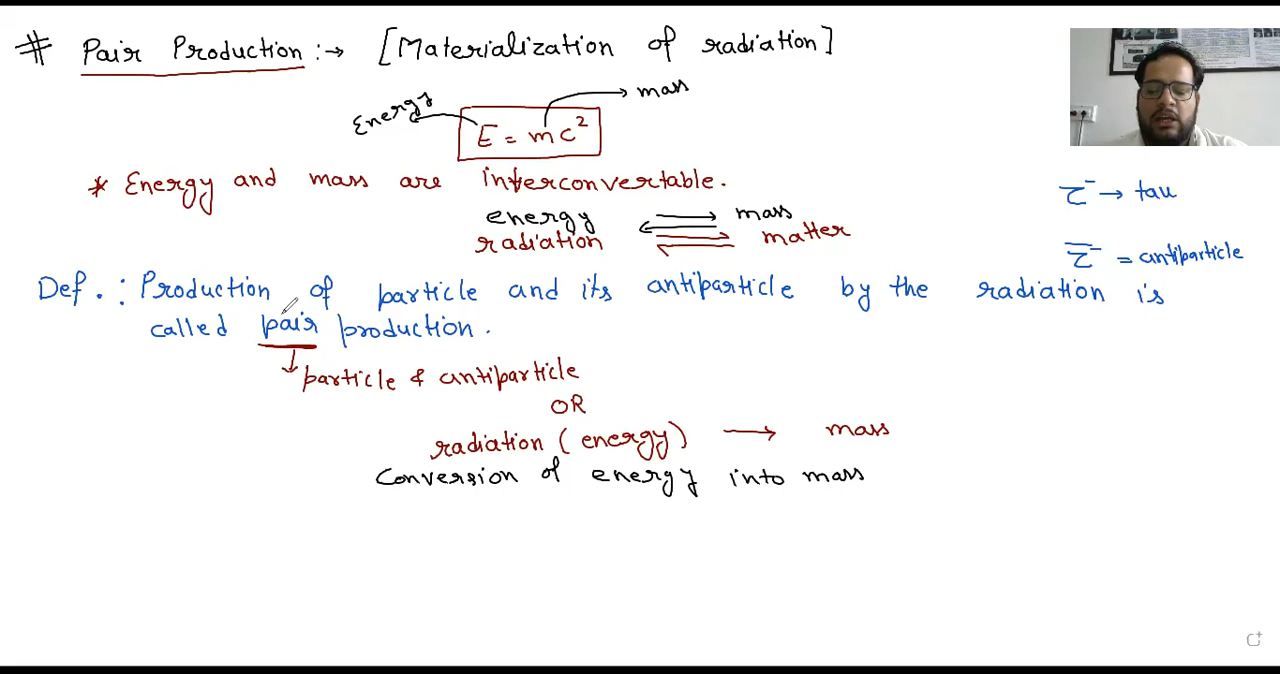 # Pair Production :→ [Materialization of radiation]
Energy
mass
E = mc²
* Energy and mass are interconvertable.
energy ⇌ mass
radiation ⇌ matter
τ⁻ → tau
τ̅⁻ = antiparticle
Def. : Production of particle and its antiparticle by the radiation is
called pair production.
↳ particle & antiparticle
OR
radiation (energy) → mass
Conversion of energy into mass